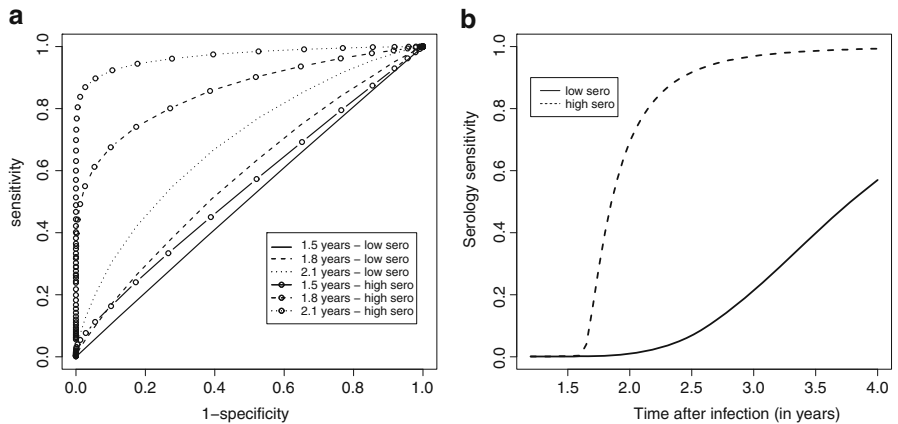 a
sensitivity
1.0
0.8
0.6
0.4
0.2
0.0
0.0 0.2 0.4 0.6 0.8 1.0
1−specificity
1.5 years − low sero
1.8 years − low sero
2.1 years − low sero
1.5 years − high sero
1.8 years − high sero
2.1 years − high sero
b
Serology sensitivity
1.0
0.8
0.6
0.4
0.2
0.0
1.5 2.0 2.5 3.0 3.5 4.0
Time after infection (in years)
low sero
high sero